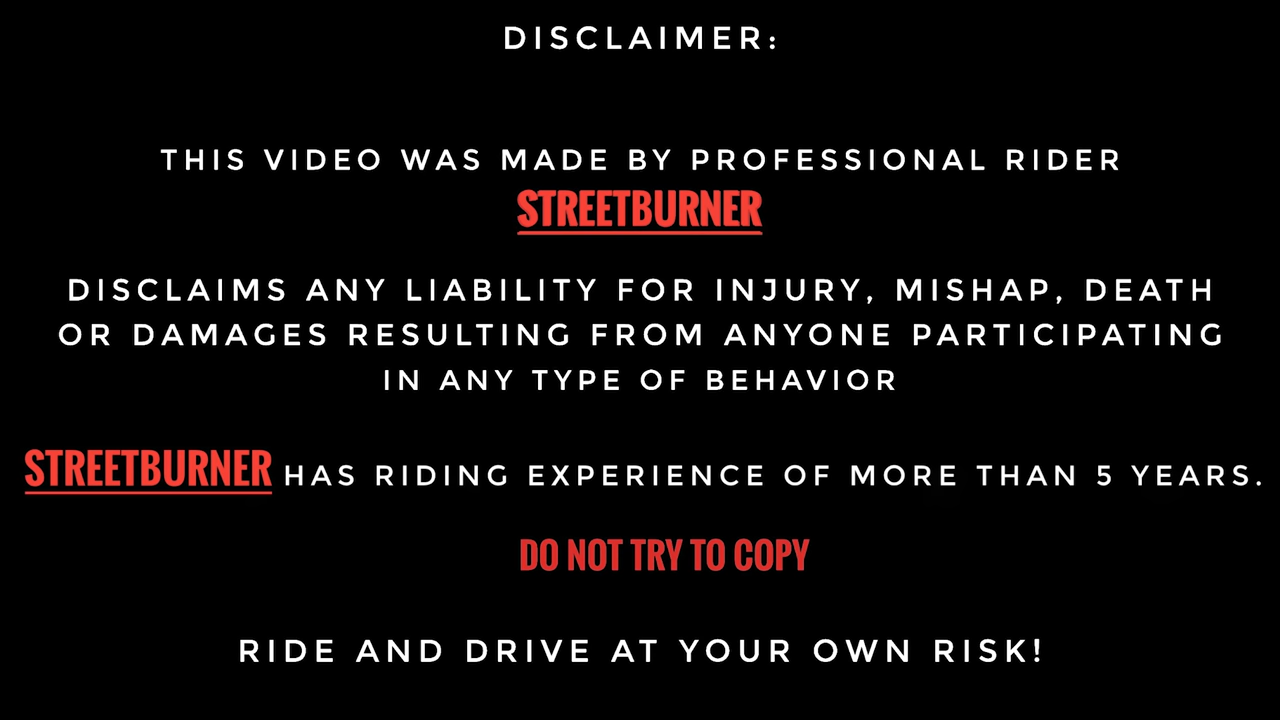 DISCLAIMER:
THIS VIDEO WAS MADE BY PROFESSIONAL RIDER
STREETBURNER
DISCLAIMS ANY LIABILITY FOR INJURY, MISHAP, DEATH
OR DAMAGES RESULTING FROM ANYONE PARTICIPATING
IN ANY TYPE OF BEHAVIOR
STREETBURNER HAS RIDING EXPERIENCE OF MORE THAN 5 YEARS.
DO NOT TRY TO COPY
RIDE AND DRIVE AT YOUR OWN RISK!